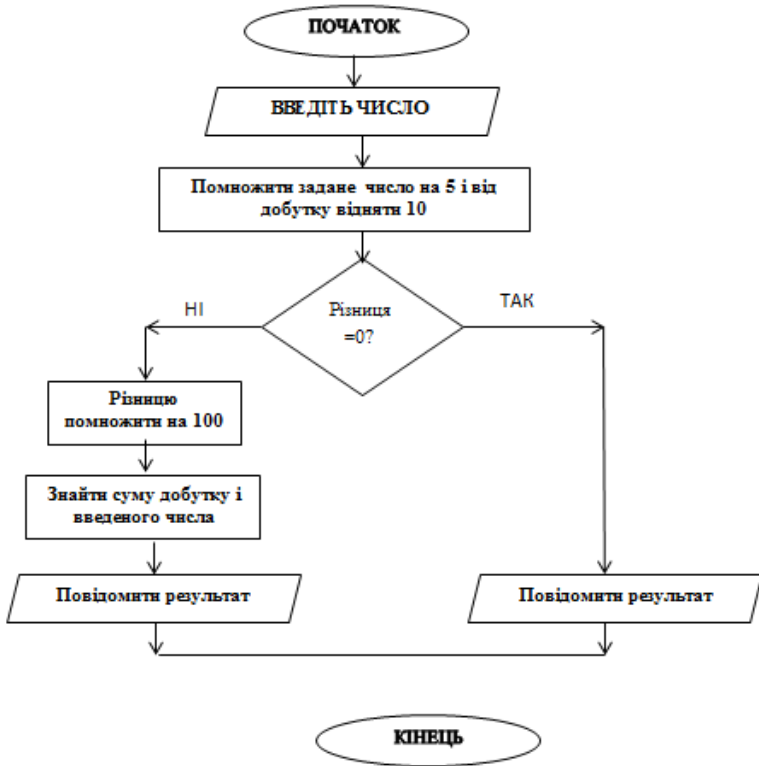 ПОЧАТОК
ВВЕДІТЬ ЧИСЛО
Помножити задане число на 5 і від
добутку відняти 10
Різниця
=0?
НІ
ТАК
Різницю
помножити на 100
Знайти суму добутку і
введеного числа
Повідомити результат
Повідомити результат
КІНЕЦЬ